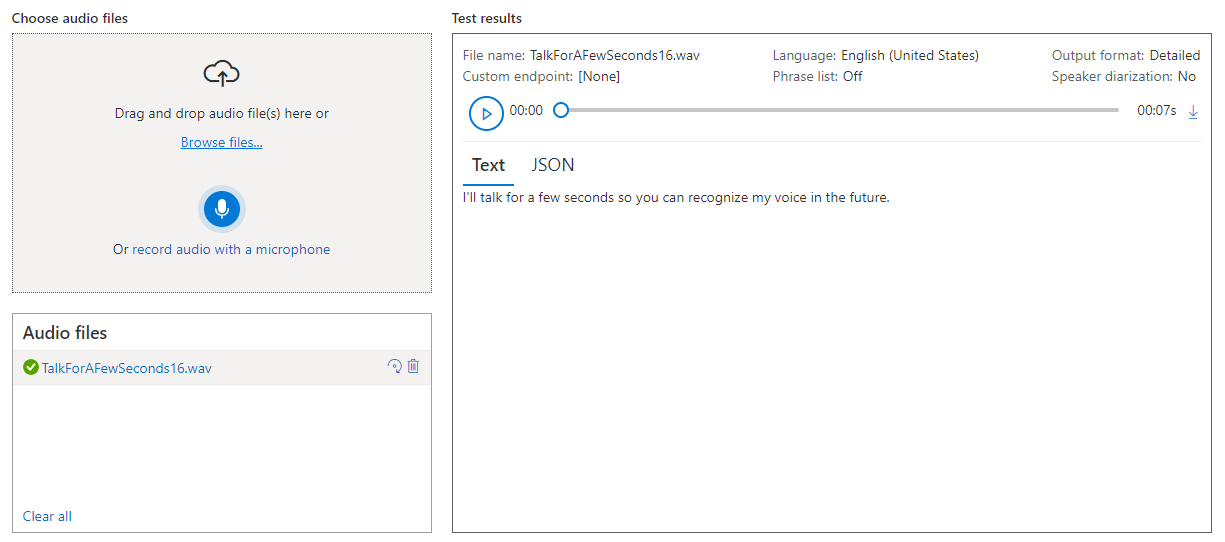 Choose audio files
Drag and drop audio file(s) here or
Browse files...
Or record audio with a microphone
Audio files
TalkForAFewSeconds16.wav
Clear all
Test results
File name: TalkForAFewSeconds16.wav
Language: English (United States)
Output format: Detailed
Custom endpoint: [None]
Phrase list: Off
Speaker diarization: No
00:00
00:07s
Text
JSON
I'll talk for a few seconds so you can recognize my voice in the future.